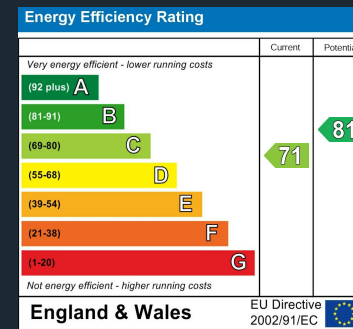 Energy Efficiency Rating
Current Potentia
Very energy efficient - lower running costs
(92 plus) A
(81-91) B
(69-80) C
(55-68) D
(39-54) E
(21-38) F
(1-20) G
71
81
Not energy efficient - higher running costs
England & Wales
EU Directive
2002/91/EC